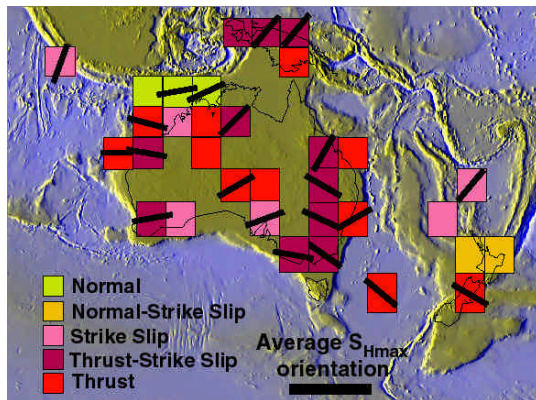 Normal
Normal-Strike Slip
Strike Slip
Thrust-Strike Slip
Thrust
Average SHmax
orientation